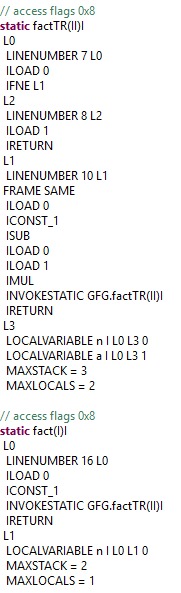 // access flags 0x8
static factTR(II)I
L0
LINENUMBER 7 L0
ILOAD 0
IFNE L1
L2
LINENUMBER 8 L2
ILOAD 1
IRETURN
L1
LINENUMBER 10 L1
FRAME SAME
ILOAD 0
ICONST_1
ISUB
ILOAD 0
ILOAD 1
IMUL
INVOKESTATIC GFG.factTR(II)I
IRETURN
L3
LOCALVARIABLE n I L0 L3 0
LOCALVARIABLE a I L0 L3 1
MAXSTACK = 3
MAXLOCALS = 2
// access flags 0x8
static fact(I)I
L0
LINENUMBER 16 L0
ILOAD 0
ICONST_1
INVOKESTATIC GFG.factTR(II)I
IRETURN
L1
LOCALVARIABLE n I L0 L1 0
MAXSTACK = 2
MAXLOCALS = 1